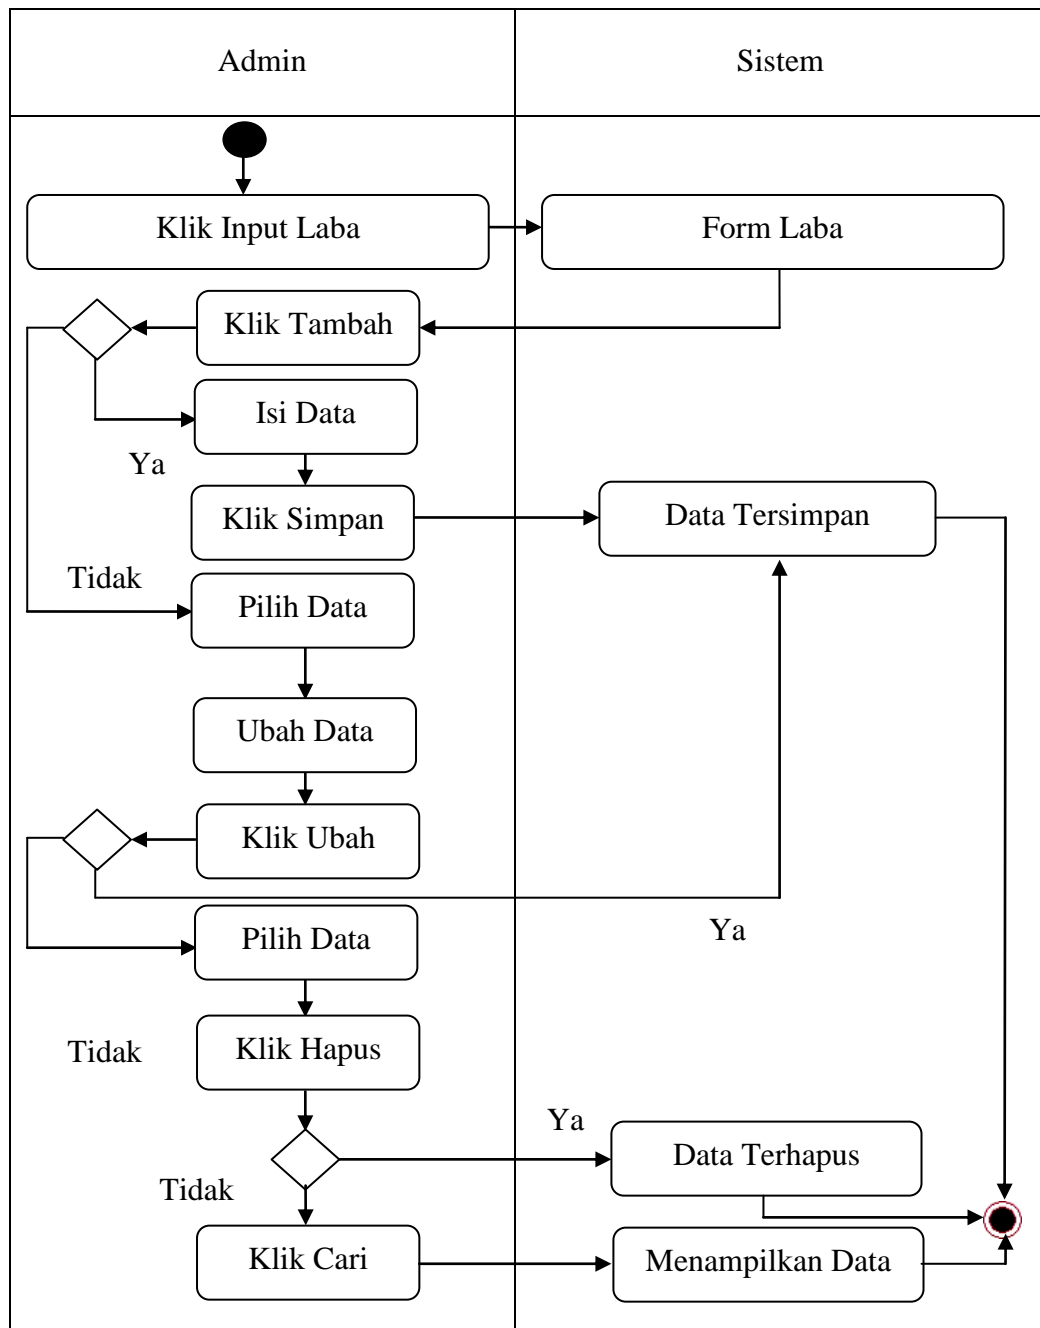 Admin
Sistem
Klik Input Laba
Form Laba
Klik Tambah
Isi Data
Ya
Klik Simpan
Data Tersimpan
Tidak
Pilih Data
Ubah Data
Klik Ubah
Ya
Pilih Data
Tidak
Klik Hapus
Ya
Data Terhapus
Tidak
Klik Cari
Menampilkan Data